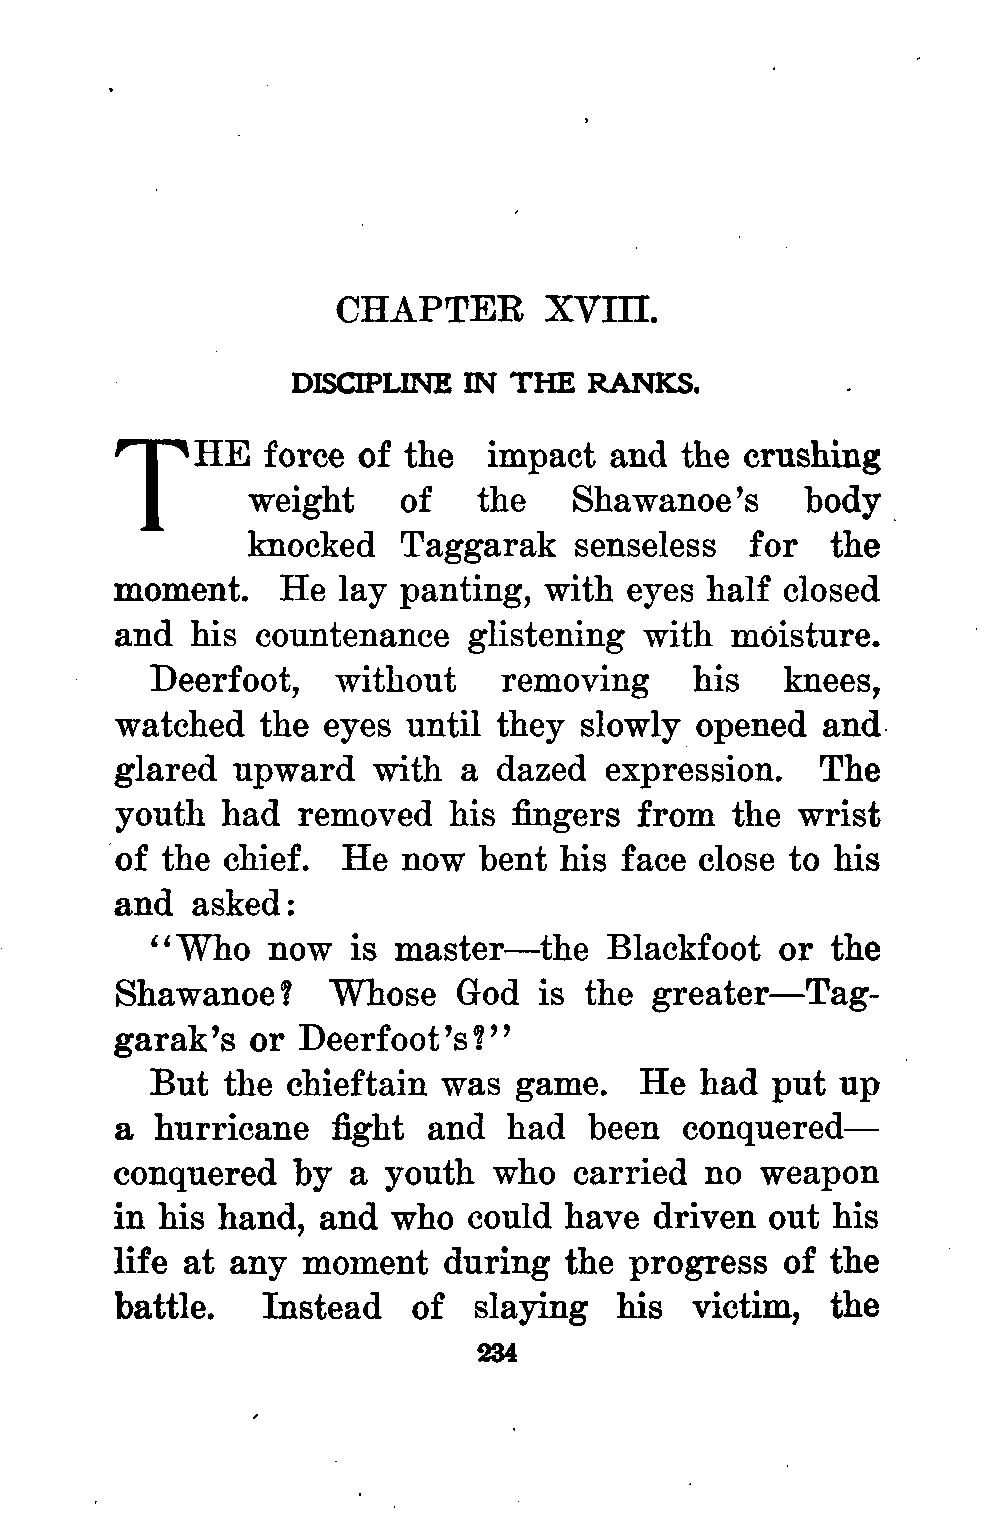 CHAPTER XVIII.
DISCIPLINE IN THE RANKS.
THE force of the impact and the crushing
weight of the Shawanoe's body
knocked Taggarak senseless for the
moment. He lay panting, with eyes half closed
and his countenance glistening with moisture.
Deerfoot, without removing his knees,
watched the eyes until they slowly opened and
glared upward with a dazed expression. The
youth had removed his fingers from the wrist
of the chief. He now bent his face close to his
and asked:
"Who now is master—the Blackfoot or the
Shawanoe? Whose God is the greater—Tag-
garak's or Deerfoot's?"
But the chieftain was game. He had put up
a hurricane fight and had been conquered—
conquered by a youth who carried no weapon
in his hand, and who could have driven out his
life at any moment during the progress of the
battle. Instead of slaying his victim, the
234